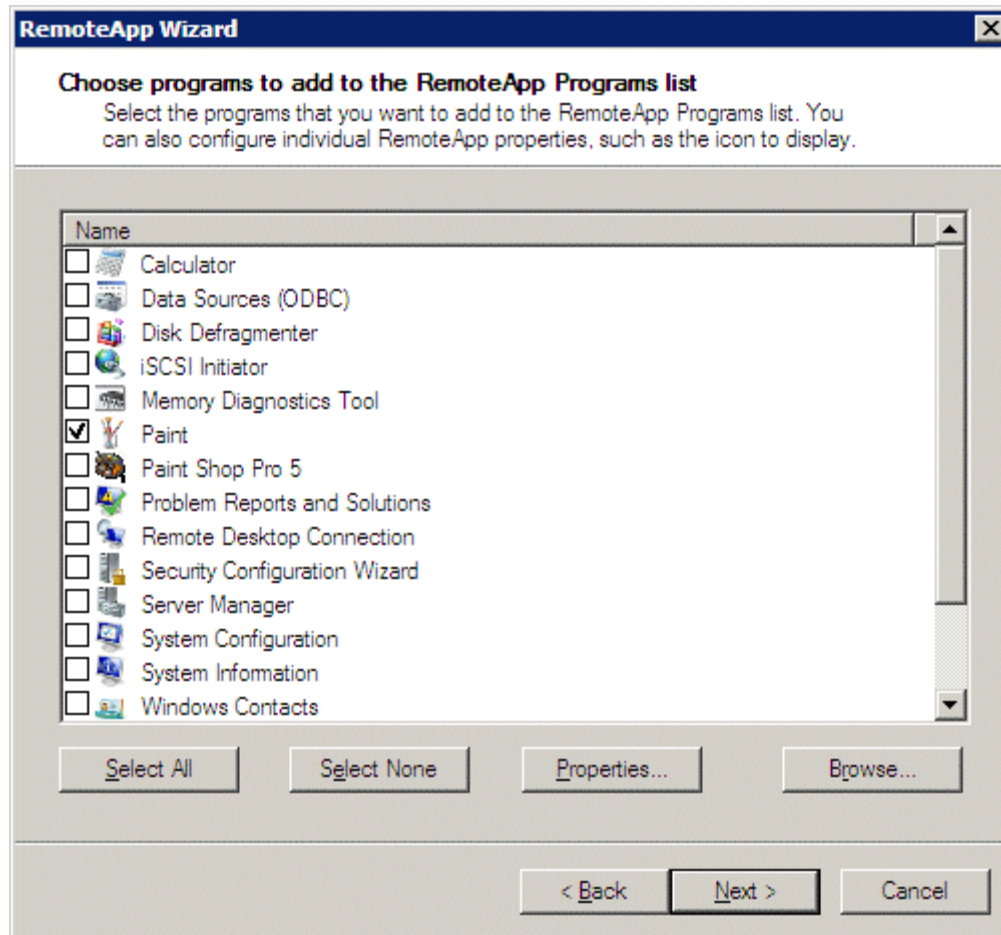 RemoteApp Wizard
Choose programs to add to the RemoteApp Programs list
Select the programs that you want to add to the RemoteApp Programs list. You
can also configure individual RemoteApp properties, such as the icon to display.
Name
Calculator
Data Sources (ODBC)
Disk Defragmenter
iSCSI Initiator
Memory Diagnostics Tool
Paint
Paint Shop Pro 5
Problem Reports and Solutions
Remote Desktop Connection
Security Configuration Wizard
Server Manager
System Configuration
System Information
Windows Contacts
Select All Select None Properties... Browse...
< Back Next > Cancel